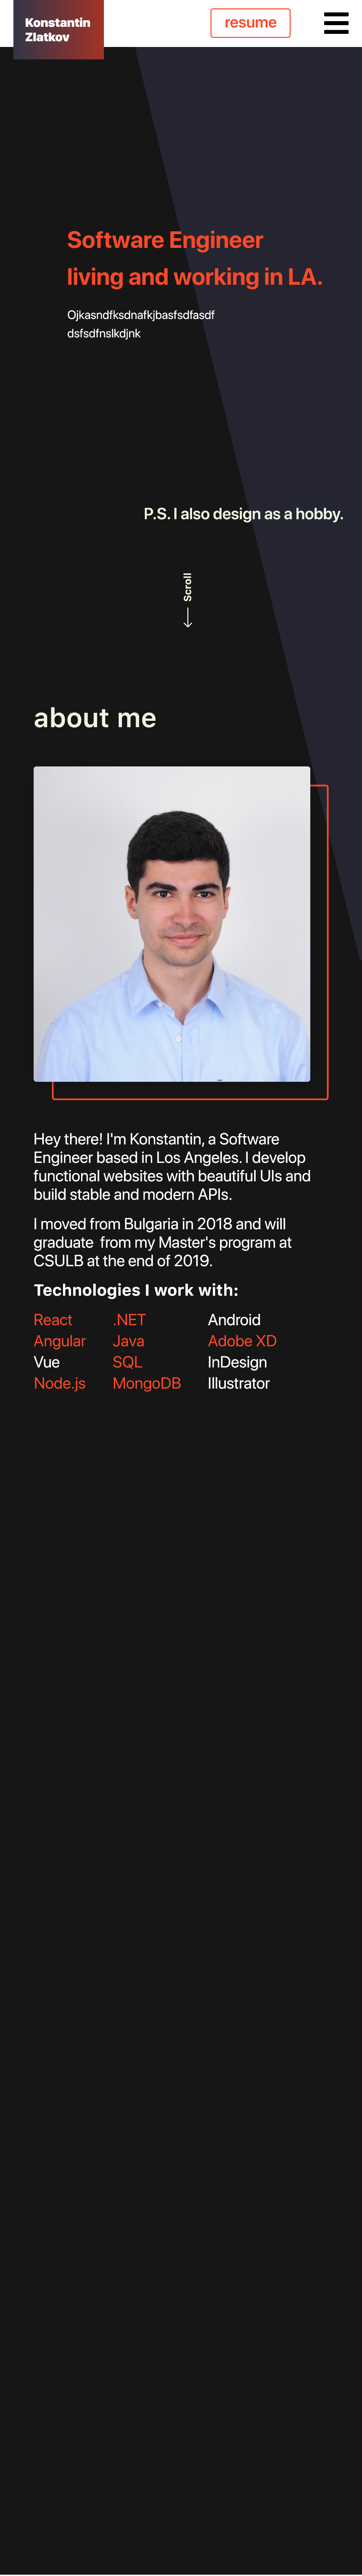 Konstantin
Zlatkov
resume
Software Engineer
living and working in LA.
Ojkasndfksdnafkjbasfsdfasdf
dsfsdfnslkdjnk
P.S. I also design as a hobby.
Scroll
about me
Hey there! I'm Konstantin, a Software
Engineer based in Los Angeles. I develop
functional websites with beautiful UIs and
build stable and modern APIs.
I moved from Bulgaria in 2018 and will
graduate  from my Master's program at
CSULB at the end of 2019.
Technologies I work with:
React .NET Android
Angular Java Adobe XD
Vue SQL InDesign
Node.js MongoDB Illustrator